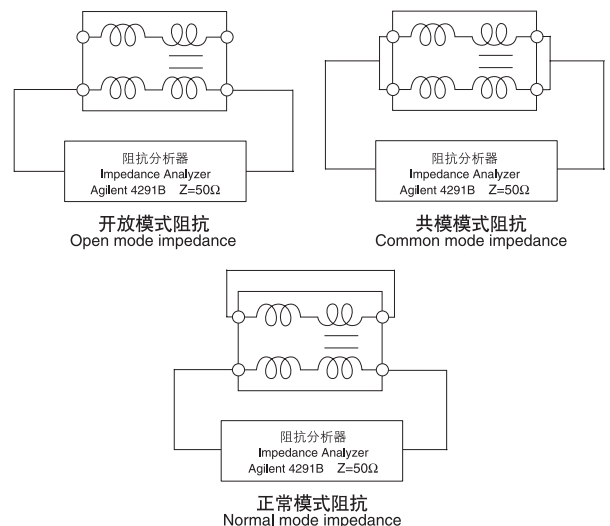 阻抗分析器
Impedance Analyzer
Agilent 4291B Z=50Ω
开放模式阻抗
Open mode impedance
阻抗分析器
Impedance Analyzer
Agilent 4291B Z=50Ω
共模模式阻抗
Common mode impedance
阻抗分析器
Impedance Analyzer
Agilent 4291B Z=50Ω
正常模式阻抗
Normal mode impedance